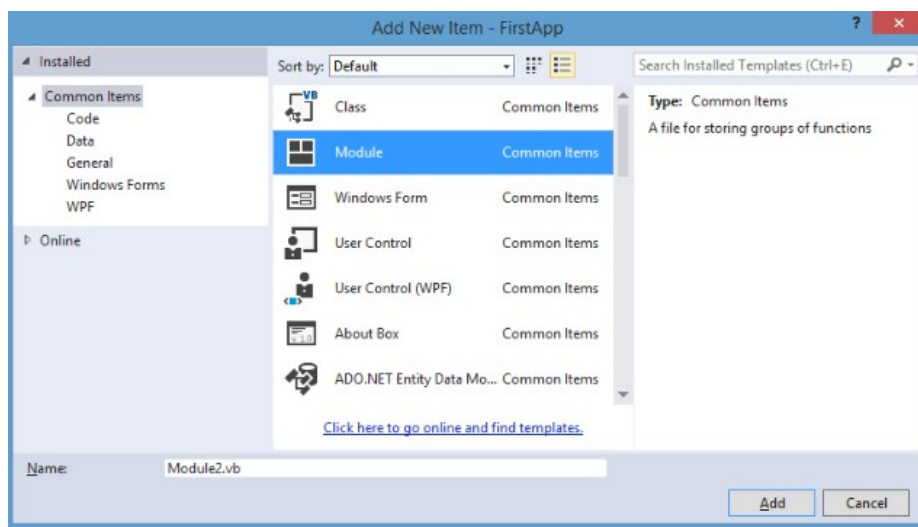 Add New Item - FirstApp
?
Installed
Sort by: Default
Search Installed Templates (Ctrl+E)
Common Items
Code
Data
General
Windows Forms
WPF
Online
VB
Class Common Items
Module Common Items
Windows Form Common Items
User Control Common Items
User Control (WPF) Common Items
About Box Common Items
ADO.NET Entity Data Mo... Common Items
Click here to go online and find templates.
Type: Common Items
A file for storing groups of functions
Name: Module2.vb
Add Cancel